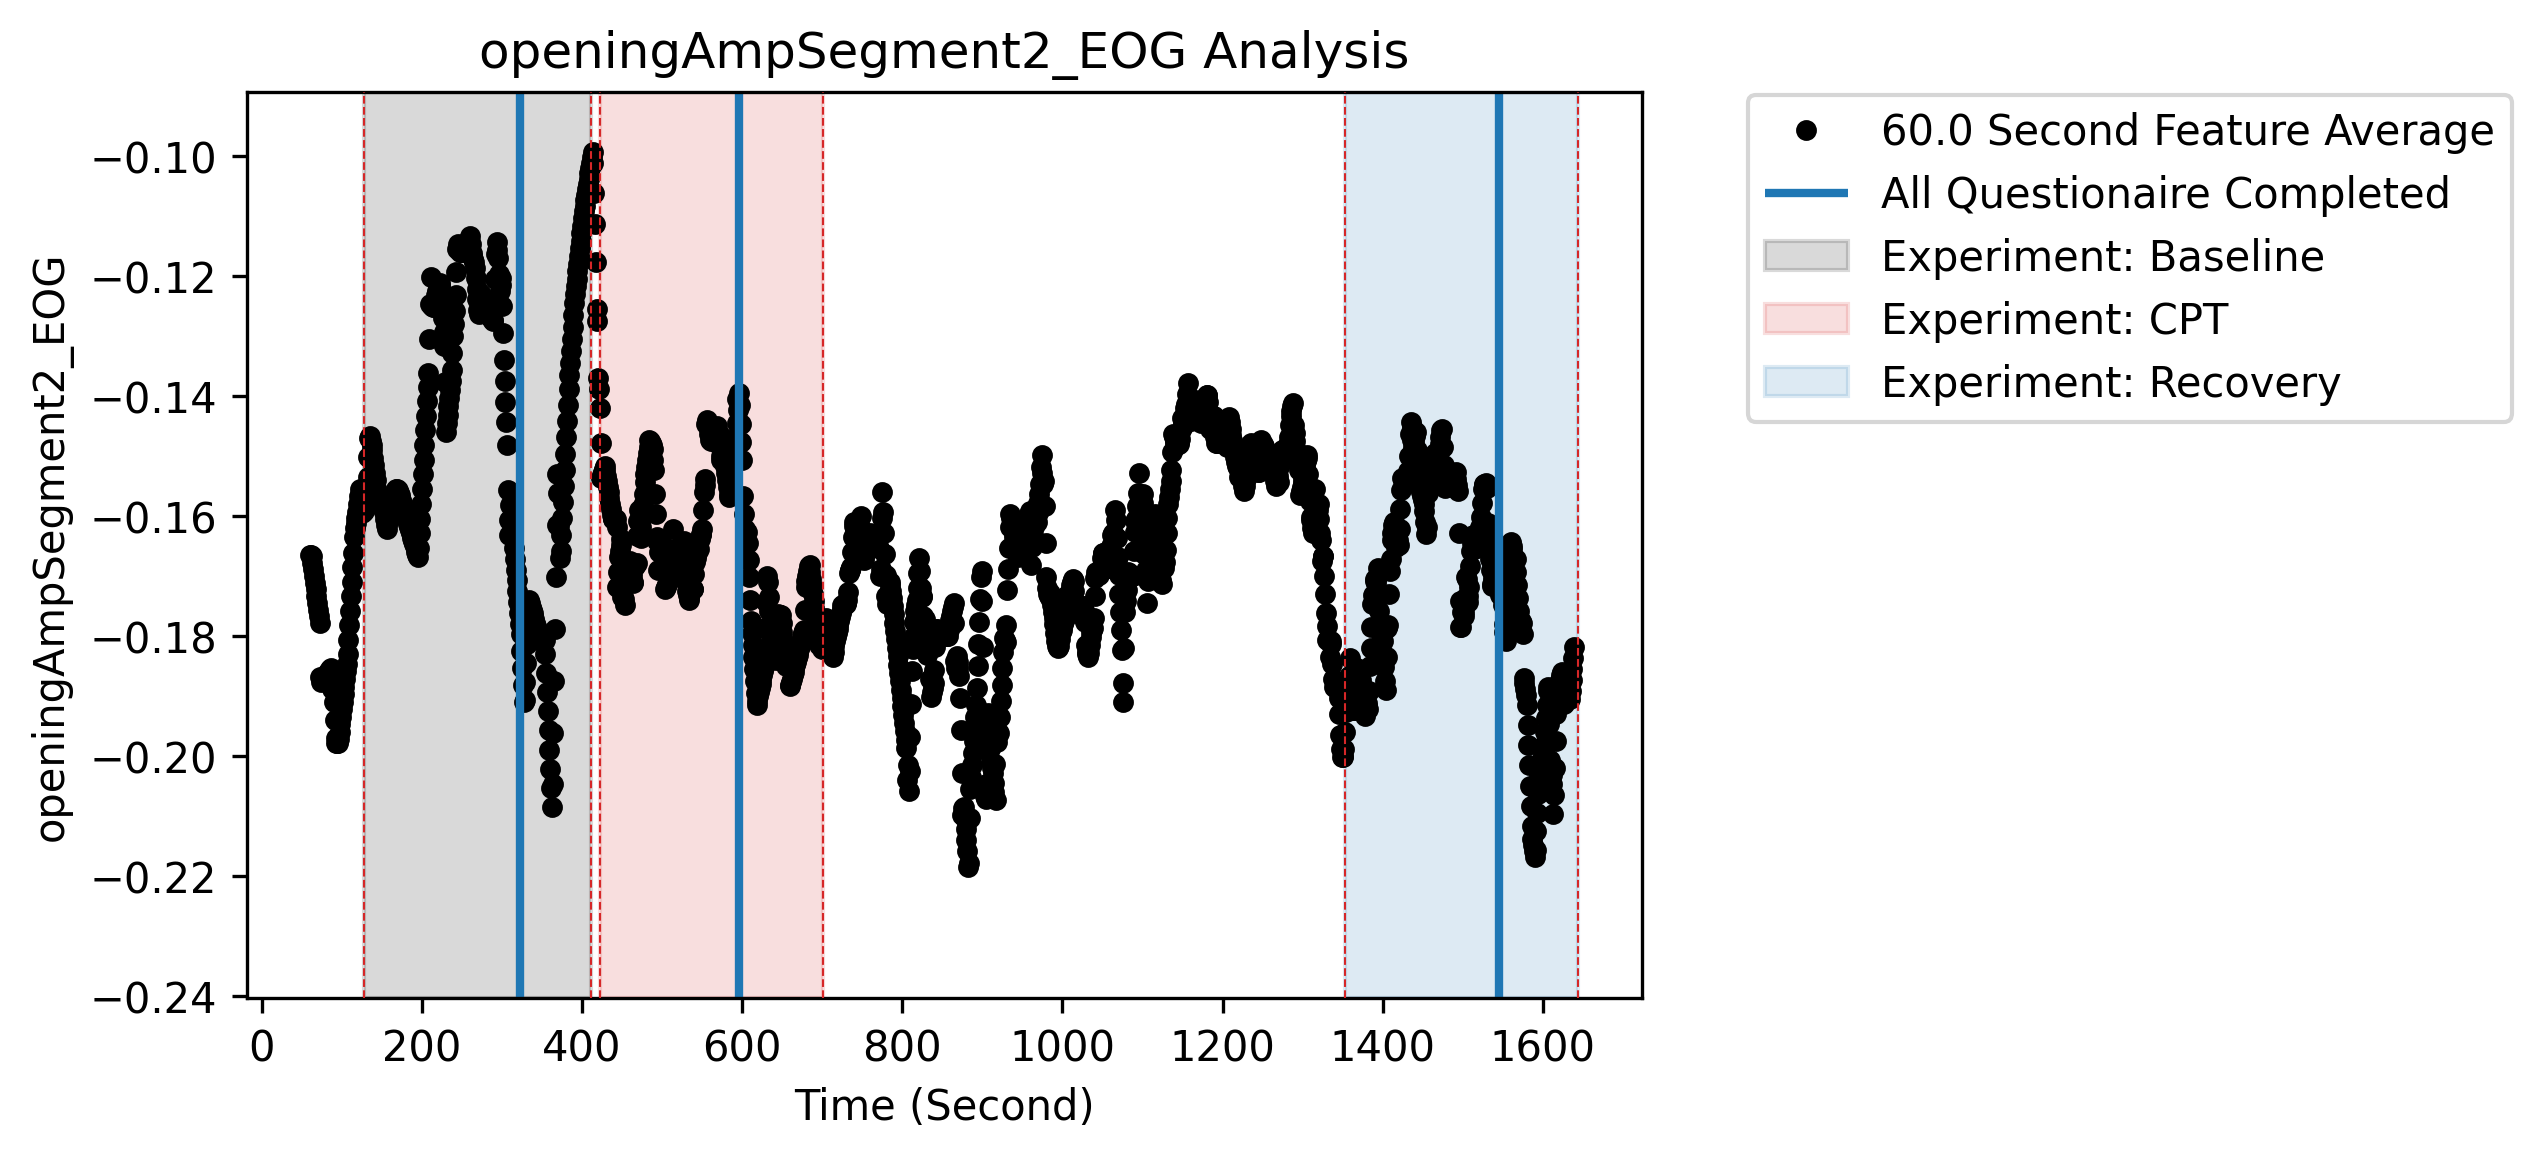 openingAmpSegment2_EOG Analysis
openingAmpSegment2_EOG
−0.10
−0.12
−0.14
−0.16
−0.18
−0.20
−0.22
−0.24
0 200 400 600 800 1000 1200 1400 1600
Time (Second)
60.0 Second Feature Average
All Questionaire Completed
Experiment: Baseline
Experiment: CPT
Experiment: Recovery